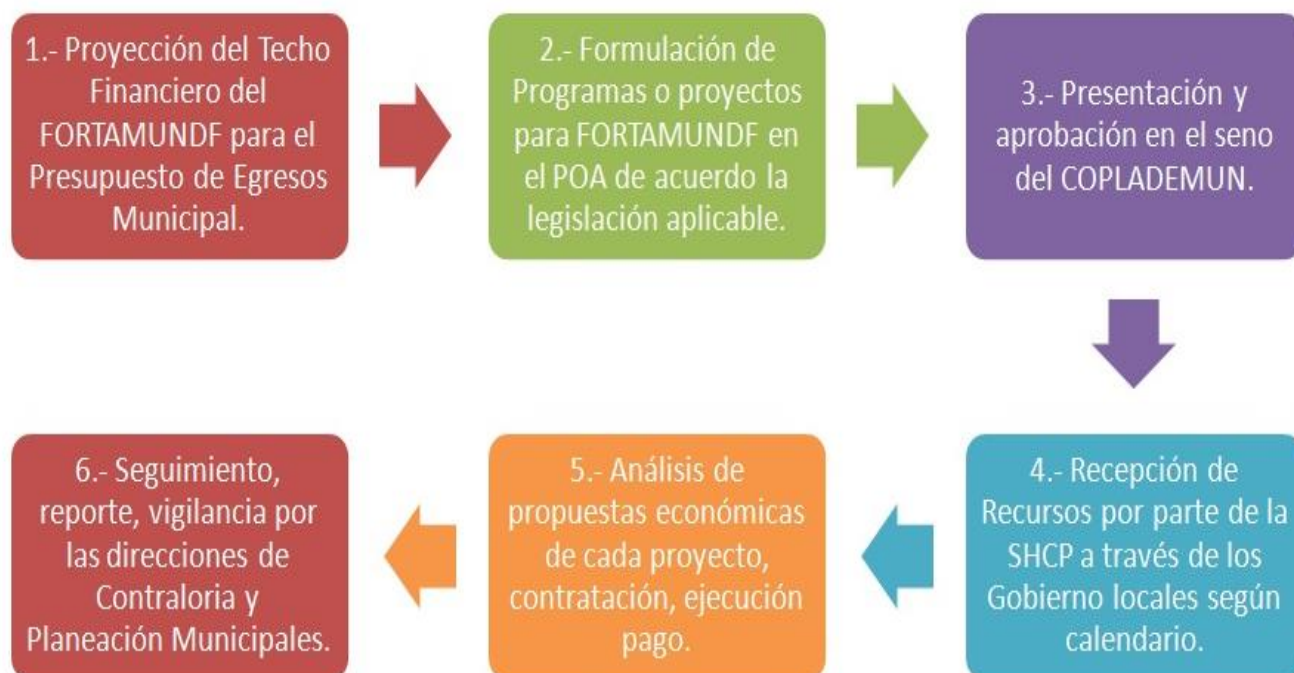 1.- Proyección del Techo
Financiero del
FORTAMUNDF para el
Presupuesto de Egresos
Municipal.
2.- Formulación de
Programas o proyectos
para FORTAMUNDF en
el POA de acuerdo la
legislación aplicable.
3.- Presentación y
aprobación en el seno
del COPLADEMUN.
4.- Recepción de
Recursos por parte de la
SHCP a través de los
Gobierno locales según
calendario.
5.- Análisis de
propuestas económicas
de cada proyecto,
contratación, ejecución
pago.
6.- Seguimiento,
reporte, vigilancia por
las direcciones de
Contraloria y
Planeación Municipales.